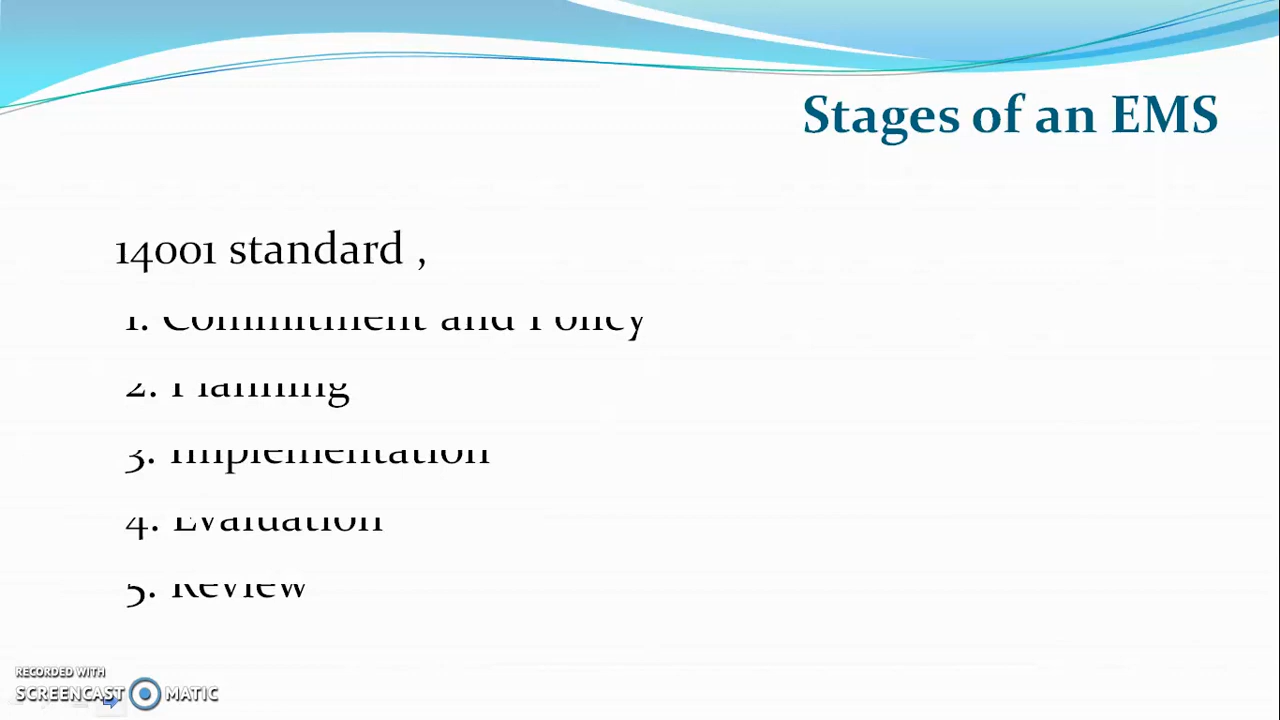 Stages of an EMS
14001 standard ,
1. Commitment and Policy
2. Planning
3. Implementation
4. Evaluation
5. Review
RECORDED WITH
SCREENCAST MATIC